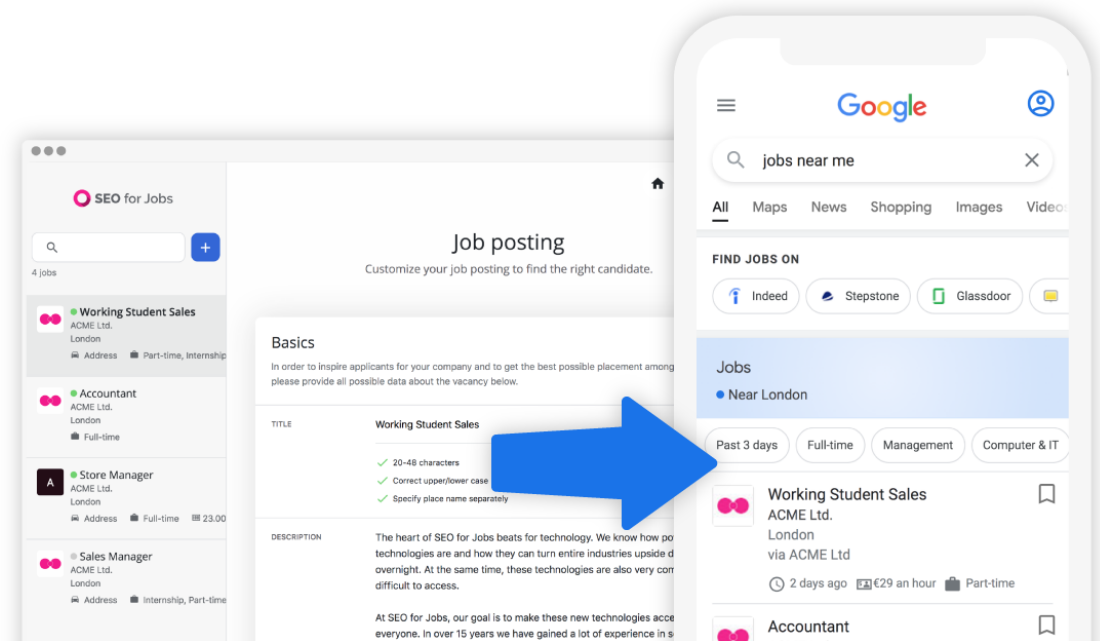 SEO for Jobs
4 jobs
Working Student Sales
ACME Ltd.
London
Address Part-time, Internship
Accountant
ACME Ltd.
London
Full-time
A
Store Manager
ACME Ltd.
London
Address Full-time 23.00
Sales Manager
ACME Ltd.
London
Address Internship, Part-time
Job posting
Customize your job posting to find the right candidate.
Basics
In order to inspire applicants for your company and to get the best possible placement among
please provide all possible data about the vacancy below.
TITLE
Working Student Sales
20-48 characters
Correct upper/lower case
Specify place name separately
DESCRIPTION
The heart of SEO for Jobs beats for technology. We know how po
technologies are and how they can turn entire industries upside d
overnight. At the same time, these technologies are also very com
difficult to access.
At SEO for Jobs, our goal is to make these new technologies acce
everyone. In over 15 years we have gained a lot of experience in s
Google
jobs near me
All Maps News Shopping Images Videos
FIND JOBS ON
Indeed Stepstone Glassdoor
Jobs
Near London
Past 3 days Full-time Management Computer & IT
Working Student Sales
ACME Ltd.
London
via ACME Ltd
2 days ago €29 an hour Part-time
Accountant